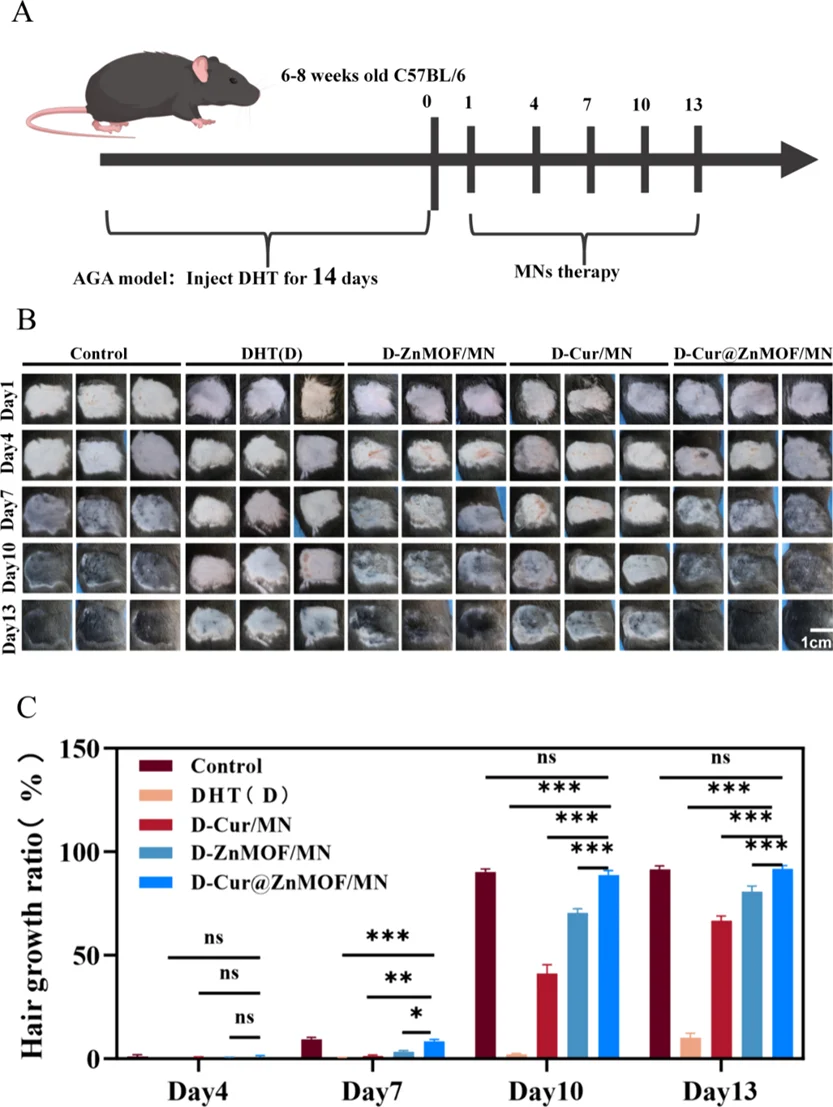 A
6-8 weeks old C57BL/6
0 1 4 7 10 13
AGA model: Inject DHT for 14 days
MNs therapy
B
Control DHT(D) D-ZnMOF/MN D-Cur/MN D-Cur@ZnMOF/MN
Day1
Day4
Day7
Day10
Day13
1cm
C
Hair growth ratio( % )
150
100
50
0
Control
DHT( D)
D-Cur/MN
D-ZnMOF/MN
D-Cur@ZnMOF/MN
ns
ns
ns
***
**
*
ns
***
***
***
ns
***
***
***
Day4 Day7 Day10 Day13